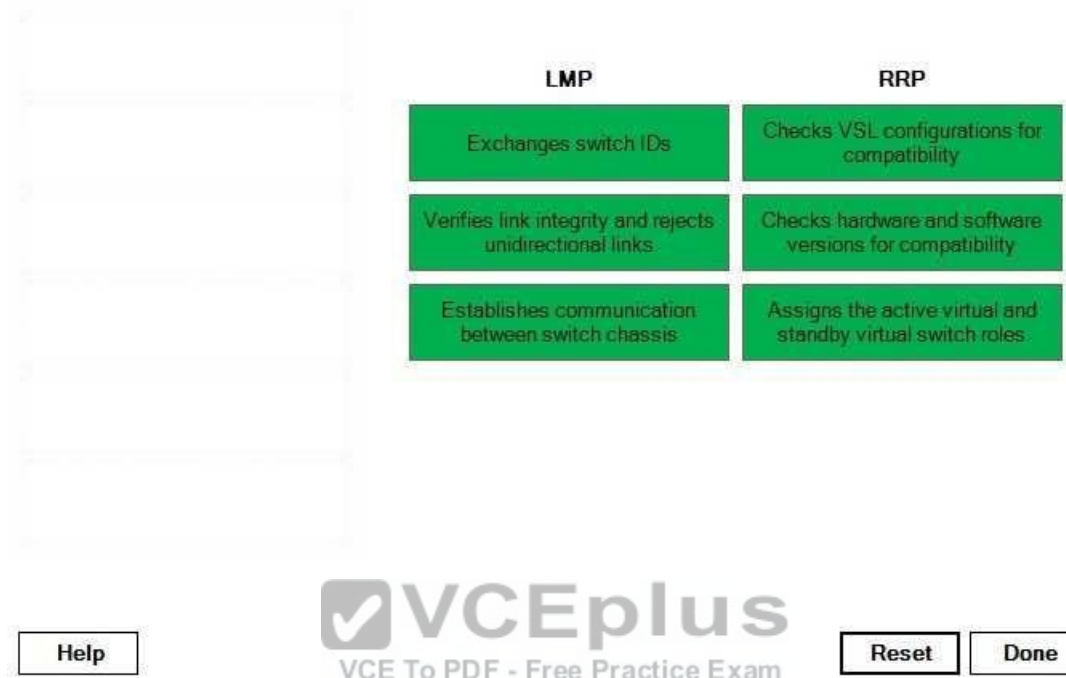 LMP
RRP
Exchanges switch IDs
Checks VSL configurations for
compatibility
Verifies link integrity and rejects
unidirectional links
Checks hardware and software
versions for compatibility
Establishes communication
between switch chassis
Assigns the active virtual and
standby virtual switch roles
VCEplus
VCE To PDF - Free Practice Exam
Help
Reset
Done